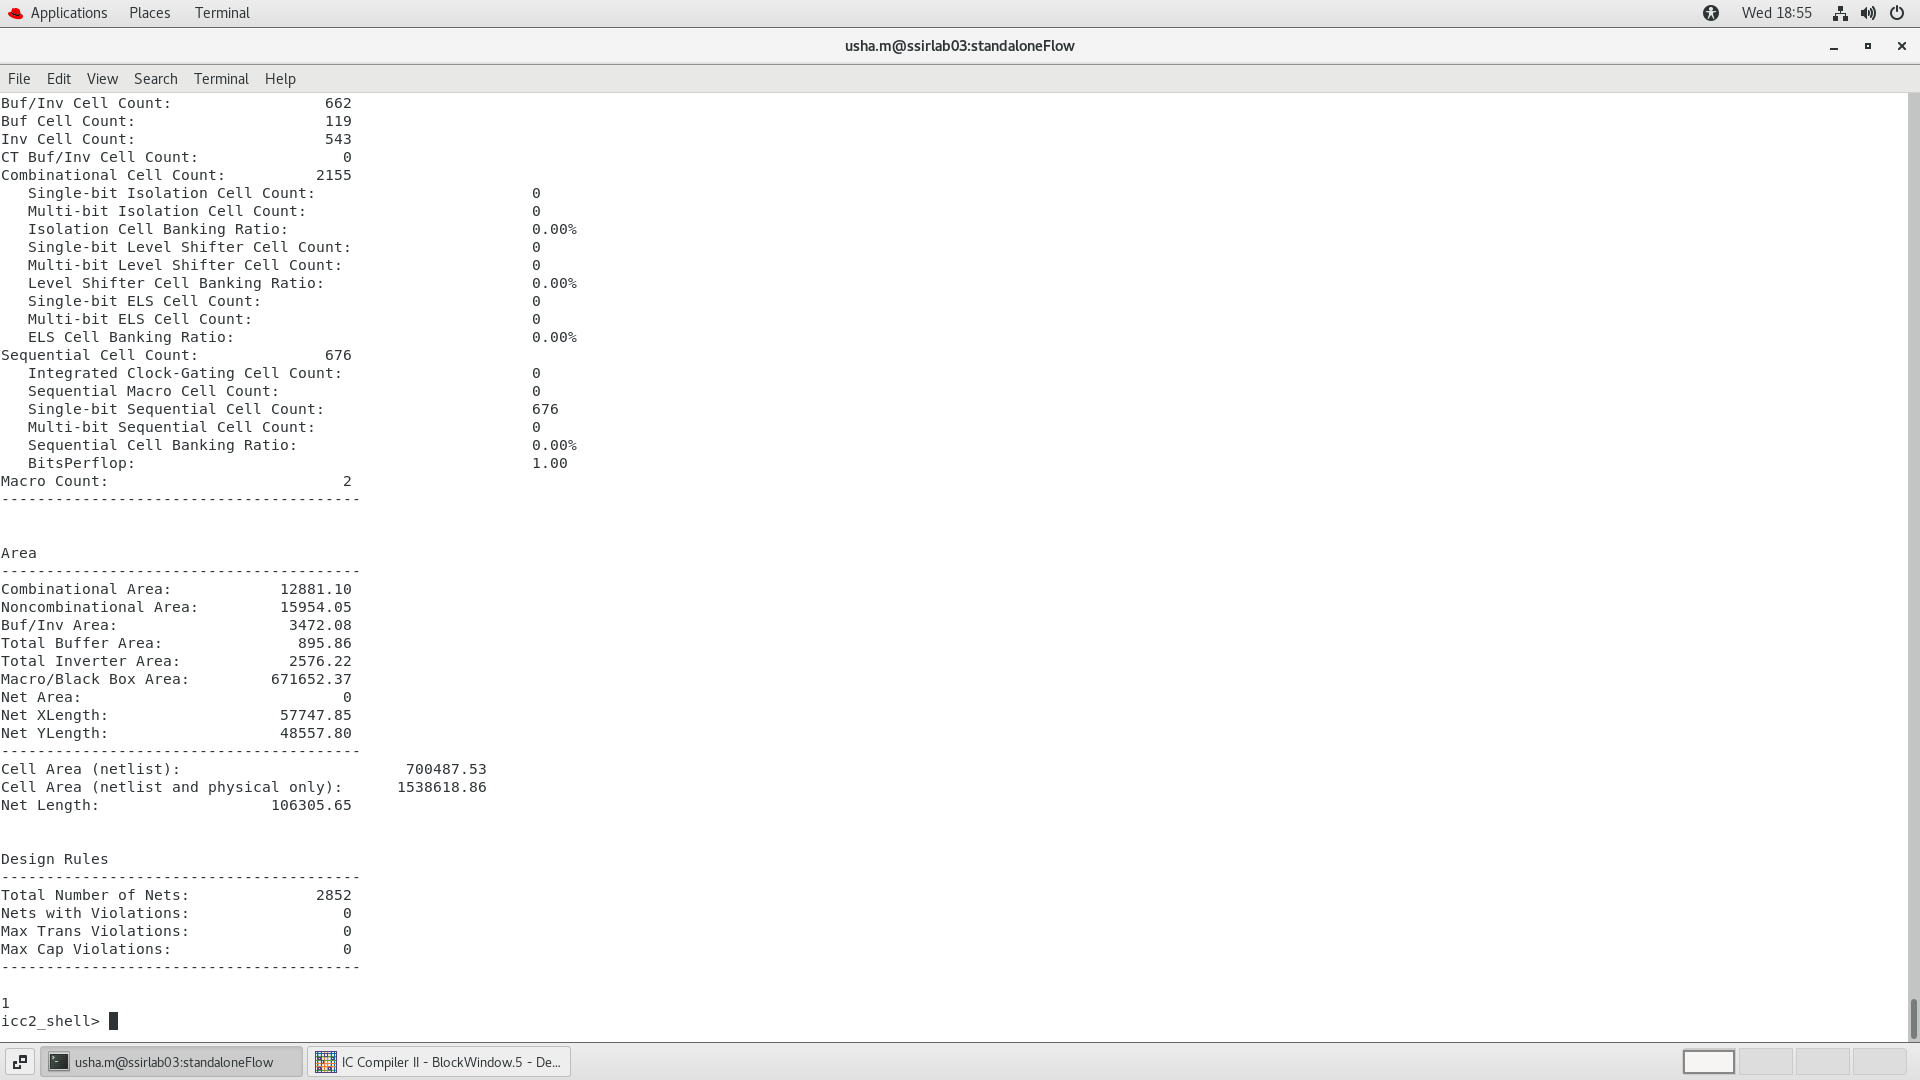 Applications Places Terminal Wed 18:55
usha.m@ssirlab03:standaloneFlow
File Edit View Search Terminal Help
Buf/Inv Cell Count: 662
Buf Cell Count: 119
Inv Cell Count: 543
CT Buf/Inv Cell Count: 0
Combinational Cell Count: 2155
Single-bit Isolation Cell Count: 0
Multi-bit Isolation Cell Count: 0
Isolation Cell Banking Ratio: 0.00%
Single-bit Level Shifter Cell Count: 0
Multi-bit Level Shifter Cell Count: 0
Level Shifter Cell Banking Ratio: 0.00%
Single-bit ELS Cell Count: 0
Multi-bit ELS Cell Count: 0
ELS Cell Banking Ratio: 0.00%
Sequential Cell Count: 676
Integrated Clock-Gating Cell Count: 0
Sequential Macro Cell Count: 0
Single-bit Sequential Cell Count: 676
Multi-bit Sequential Cell Count: 0
Sequential Cell Banking Ratio: 0.00%
BitsPerflop: 1.00
Macro Count: 2
----------------------------------------
Area
----------------------------------------
Combinational Area: 12881.10
Noncombinational Area: 15954.05
Buf/Inv Area: 3472.08
Total Buffer Area: 895.86
Total Inverter Area: 2576.22
Macro/Black Box Area: 671652.37
Net Area: 0
Net XLength: 57747.85
Net YLength: 48557.80
----------------------------------------
Cell Area (netlist): 700487.53
Cell Area (netlist and physical only): 1538618.86
Net Length: 106305.65
Design Rules
----------------------------------------
Total Number of Nets: 2852
Nets with Violations: 0
Max Trans Violations: 0
Max Cap Violations: 0
----------------------------------------
1
icc2_shell>
usha.m@ssirlab03:standaloneFlow IC Compiler II - BlockWindow.5 - De...